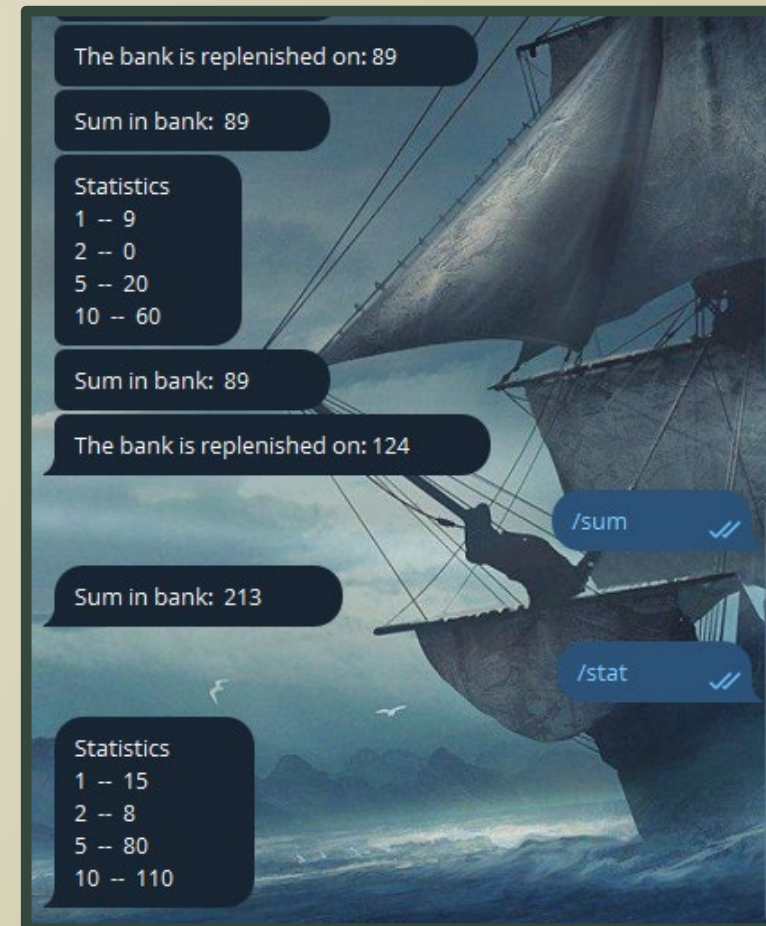 The bank is replenished on: 89
Sum in bank: 89
Statistics
1 -- 9
2 -- 0
5 -- 20
10 -- 60
Sum in bank: 89
The bank is replenished on: 124
/sum
Sum in bank: 213
/stat
Statistics
1 -- 15
2 -- 8
5 -- 80
10 -- 110